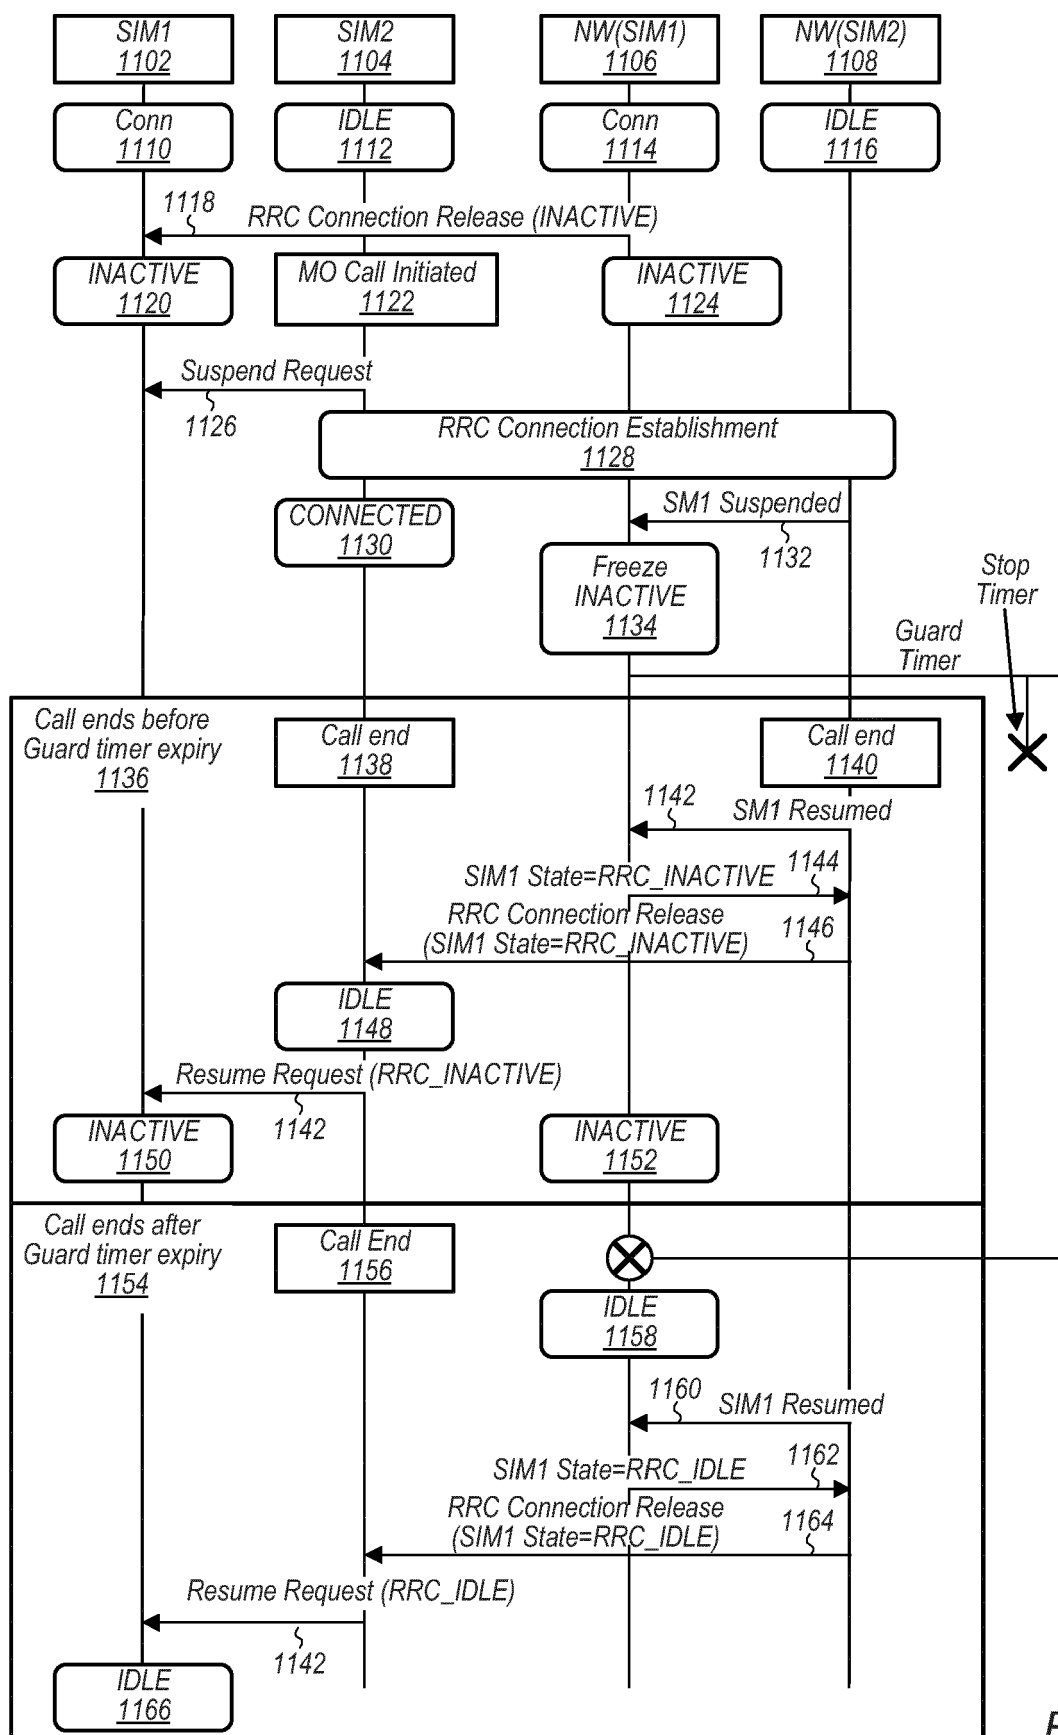 SIM1
1102
SIM2
1104
NW(SIM1)
1106
NW(SIM2)
1108
Conn
1110
IDLE
1112
Conn
1114
IDLE
1116
1118
RRC Connection Release (INACTIVE)
INACTIVE
1120
MO Call Initiated
1122
INACTIVE
1124
Suspend Request
1126
RRC Connection Establishment
1128
CONNECTED
1130
SM1 Suspended
1132
Freeze
INACTIVE
1134
Stop
Timer
Guard
Timer
Call ends before
Guard timer expiry
1136
Call end
1138
Call end
1140
1142
SM1 Resumed
SIM1 State=RRC_INACTIVE
1144
RRC Connection Release
(SIM1 State=RRC_INACTIVE)
1146
IDLE
1148
Resume Request (RRC_INACTIVE)
1142
INACTIVE
1150
INACTIVE
1152
Call ends after
Guard timer expiry
1154
Call End
1156
IDLE
1158
1160
SIM1 Resumed
SIM1 State=RRC_IDLE
1162
RRC Connection Release
(SIM1 State=RRC_IDLE)
1164
Resume Request (RRC_IDLE)
1142
IDLE
1166